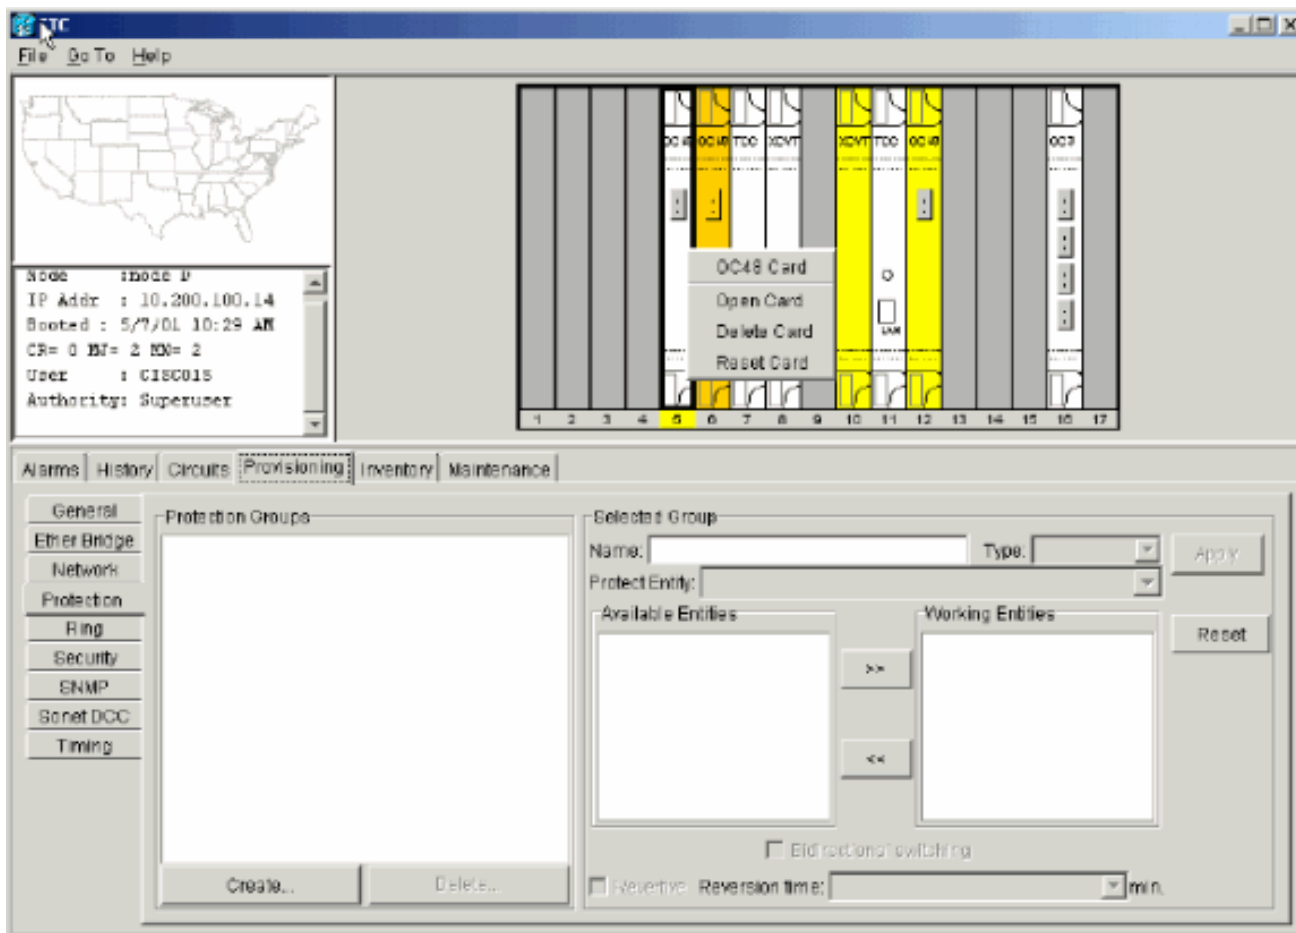 CTC
File Go To Help
OC48 OC48 TCC XCVT XCVT TCC OC48 OC3
LAN
Node :node D
IP Addr : 10.200.100.14
Booted : 5/7/01 10:29 AM
CR= 0 MJ= 2 MN= 2
User : CISCO15
Authority: Superuser
OC48 Card
Open Card
Delete Card
Reset Card
1 2 3 4 5 6 7 8 9 10 11 12 13 14 15 16 17
Alarms History Circuits Provisioning Inventory Maintenance
General
Ether Bridge
Network
Protection
Ring
Security
SNMP
Sonet DCC
Timing
Protection Groups
Create... Delete...
Selected Group
Name: Type: Apply
Protect Entity:
Available Entities Working Entities
Reset
>>
<<
Bidirectional switching
Revertive Reversion time: min.